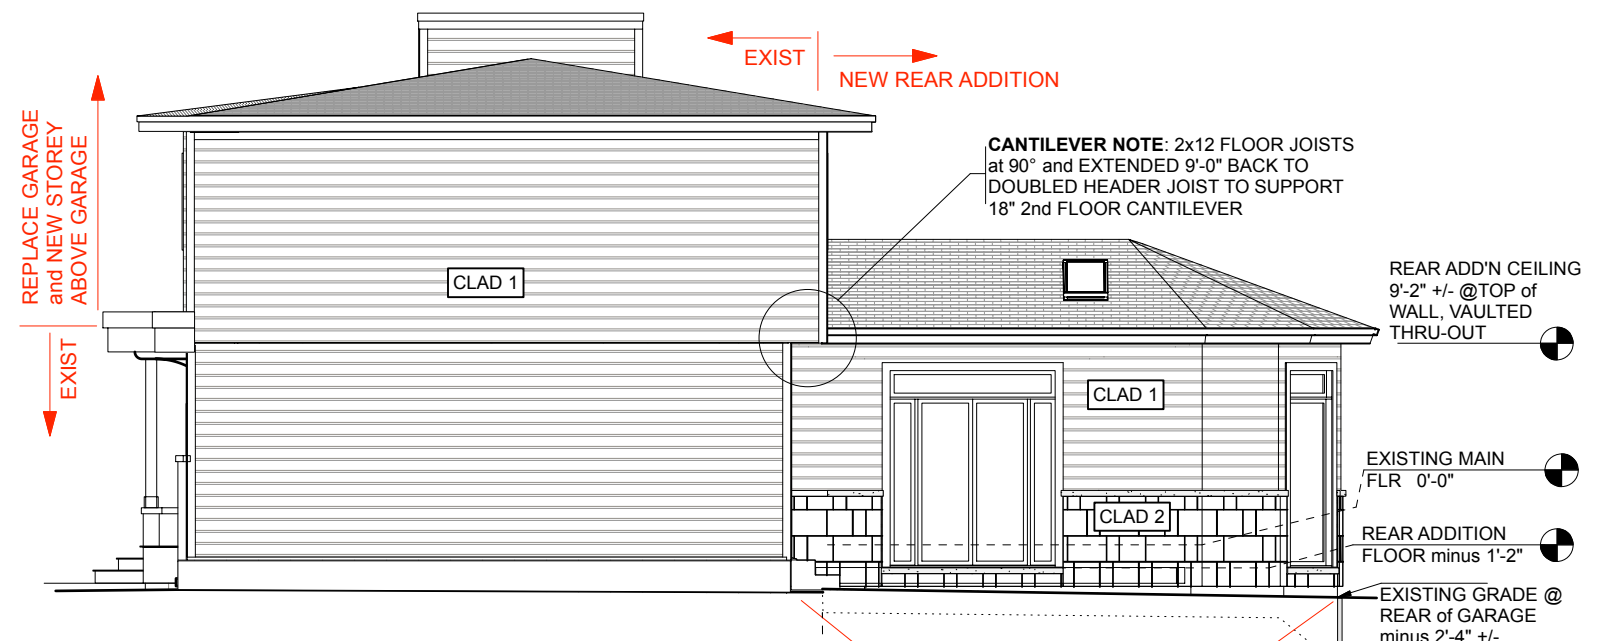 EXIST
NEW REAR ADDITION
REPLACE GARAGE
and NEW STOREY
ABOVE GARAGE
EXIST
CANTILEVER NOTE: 2x12 FLOOR JOISTS
at 90° and EXTENDED 9'-0" BACK TO
DOUBLED HEADER JOIST TO SUPPORT
18" 2nd FLOOR CANTILEVER
CLAD 1
REAR ADD'N CEILING
9'-2" +/- @TOP of
WALL, VAULTED
THRU-OUT
CLAD 1
EXISTING MAIN
FLR 0'-0"
CLAD 2
REAR ADDITION
FLOOR minus 1'-2"
EXISTING GRADE @
REAR of GARAGE
minus 2'-4" +/-